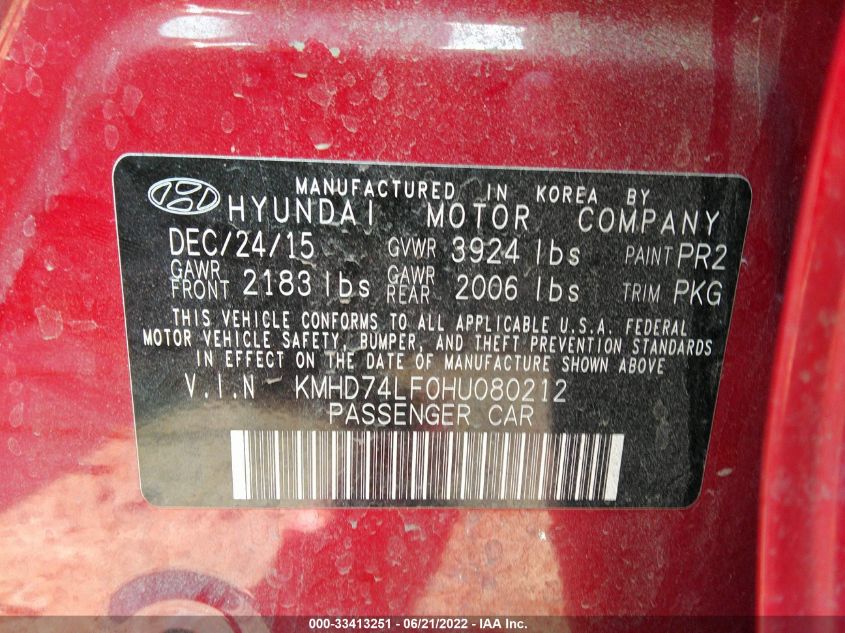 MANUFACTURED IN KOREA BY
HYUNDAI MOTOR COMPANY
DEC/24/15 GVWR 3924 lbs PAINT PR2
GAWR FRONT 2183 lbs GAWR REAR 2006 lbs TRIM PKG
THIS VEHICLE CONFORMS TO ALL APPLICABLE U.S.A. FEDERAL
MOTOR VEHICLE SAFETY, BUMPER, AND THEFT PREVENTION STANDARDS
IN EFFECT ON THE DATE OF MANUFACTURE SHOWN ABOVE
V.I.N KMHD74LF0HU080212
PASSENGER CAR
000-33413251 - 06/21/2022 - IAA Inc.